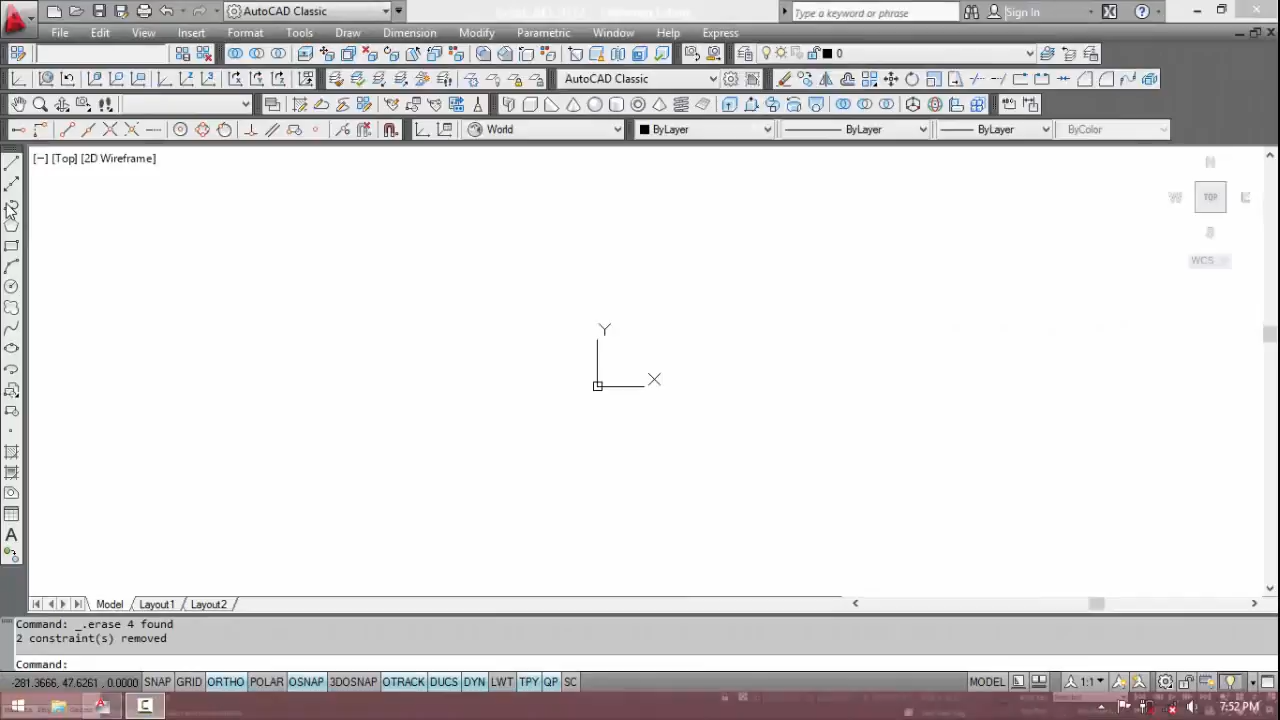 AutoCAD Classic
Type a keyword or phrase
Sign In
File Edit View Insert Format Tools Draw Dimension Modify Parametric Window Help Express
0
AutoCAD Classic
World ByLayer ByLayer ByLayer ByColor
[−] [Top] [2D Wireframe]
N
W TOP E
S
WCS
Y
X
A
Model Layout1 Layout2
Command: _.erase 4 found
2 constraint(s) removed
Command:
-281.3666, 47.6261, 0.0000 SNAP GRID ORTHO POLAR OSNAP 3DOSNAP OTRACK DUCS DYN LWT TPY QP SC MODEL 1:1
7:52 PM